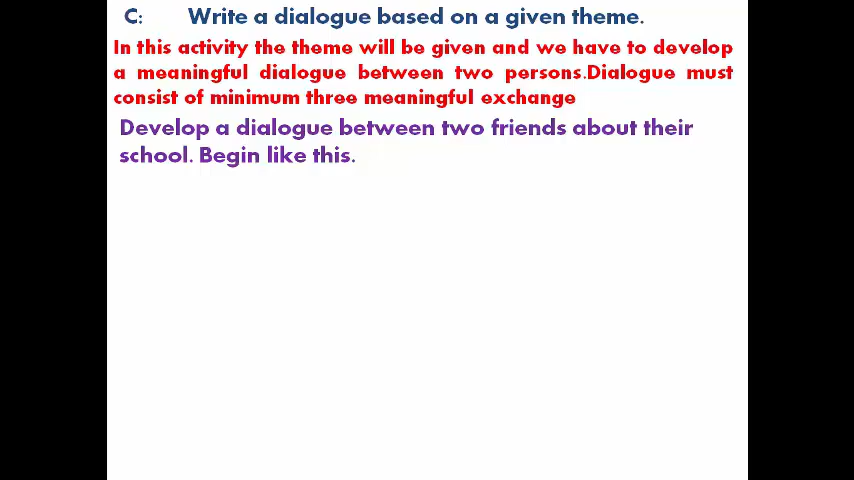 C: Write a dialogue based on a given theme.
In this activity the theme will be given and we have to develop
a meaningful dialogue between two persons.Dialogue must
consist of minimum three meaningful exchange
Develop a dialogue between two friends about their
school. Begin like this.